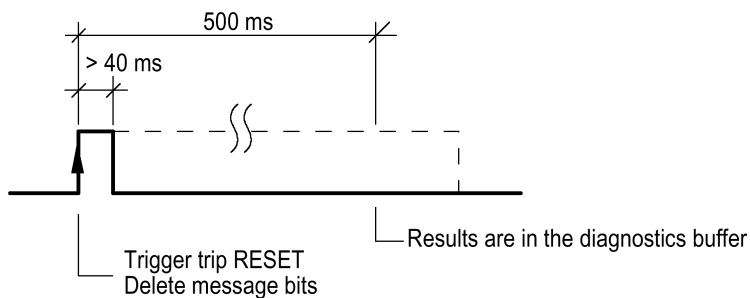 500 ms
> 40 ms
Results are in the diagnostics buffer
Trigger trip RESET
Delete message bits